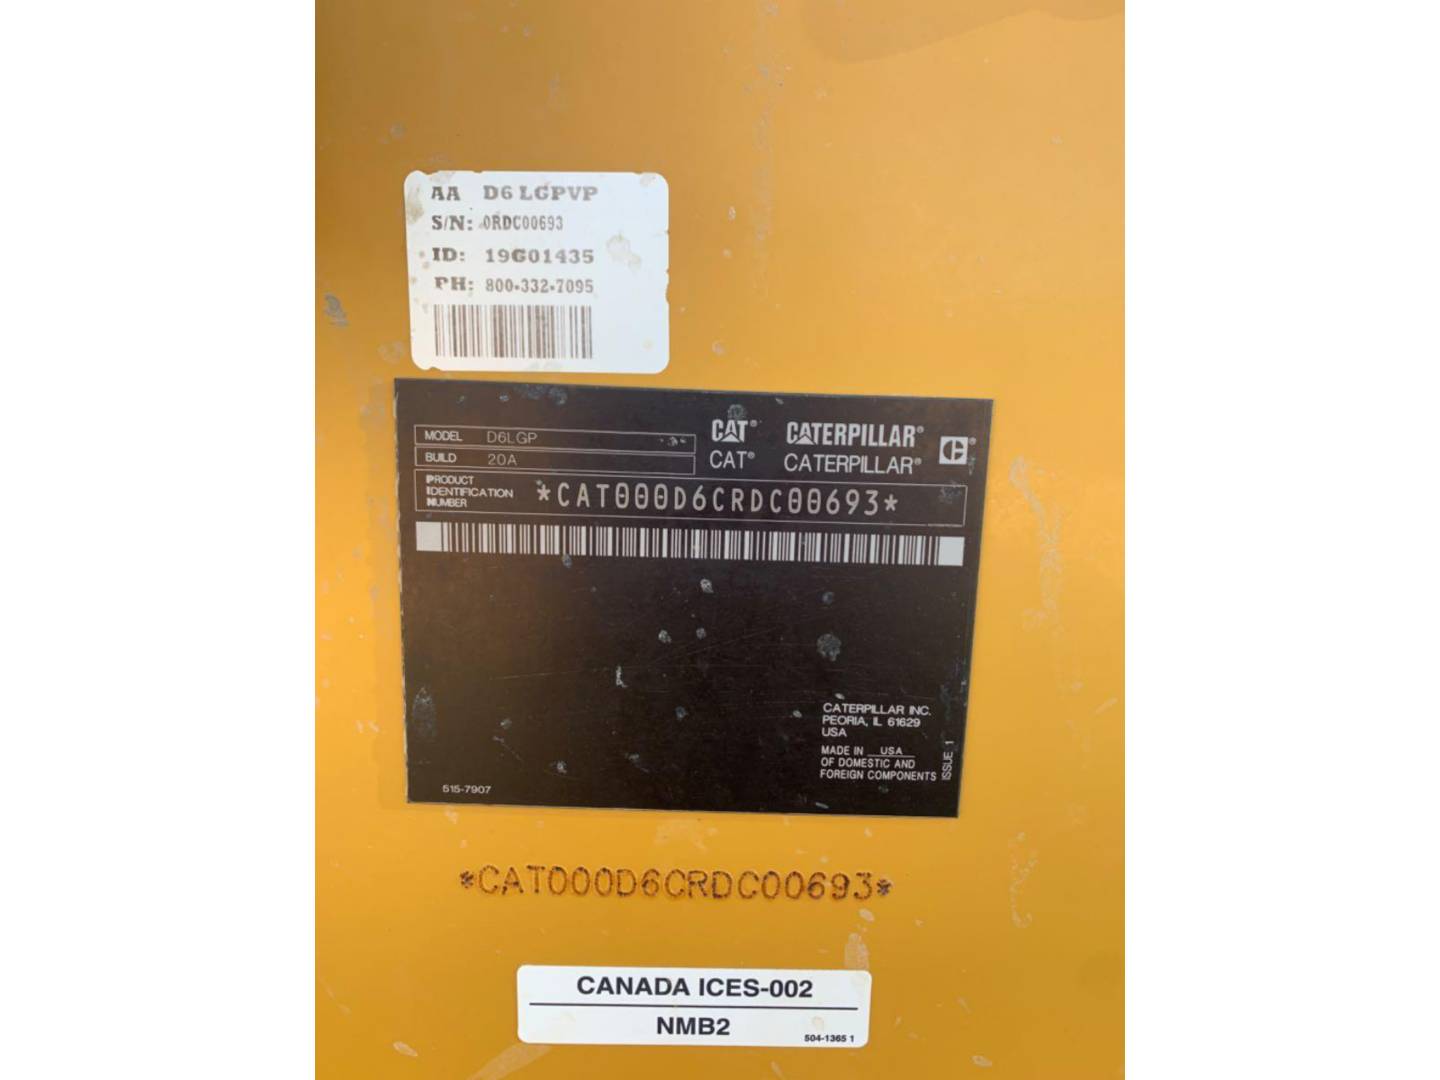 AA D6 LGPVP
S/N: 0RDC00693
ID: 19G01435
PH: 800-332-7095
MODEL D6LGP
BUILD 20A
CAT® CATERPILLAR®
CAT® CATERPILLAR®
PRODUCT
IDENTIFICATION
NUMBER
*CAT000D6CRDC00693*
CATERPILLAR INC.
PEORIA, IL 61629
USA
MADE IN USA
OF DOMESTIC AND
FOREIGN COMPONENTS
ISSUE 1
515-7907
*CAT000D6CRDC00693*
CANADA ICES-002
NMB2
504-1365 1